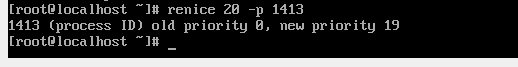 [root@localhost ~]# renice 20 -p 1413
1413 (process ID) old priority 0, new priority 19
[root@localhost ~]# _